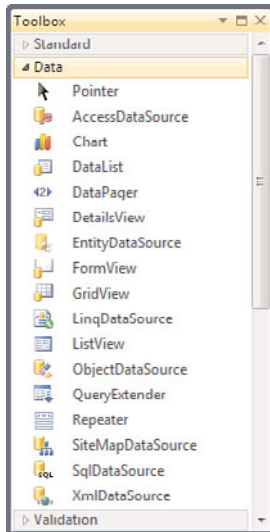 Toolbox
Standard
Data
Pointer
AccessDataSource
Chart
DataList
DataPager
DetailsView
EntityDataSource
FormView
GridView
LinqDataSource
ListView
ObjectDataSource
QueryExtender
Repeater
SiteMapDataSource
SqlDataSource
XmlDataSource
Validation